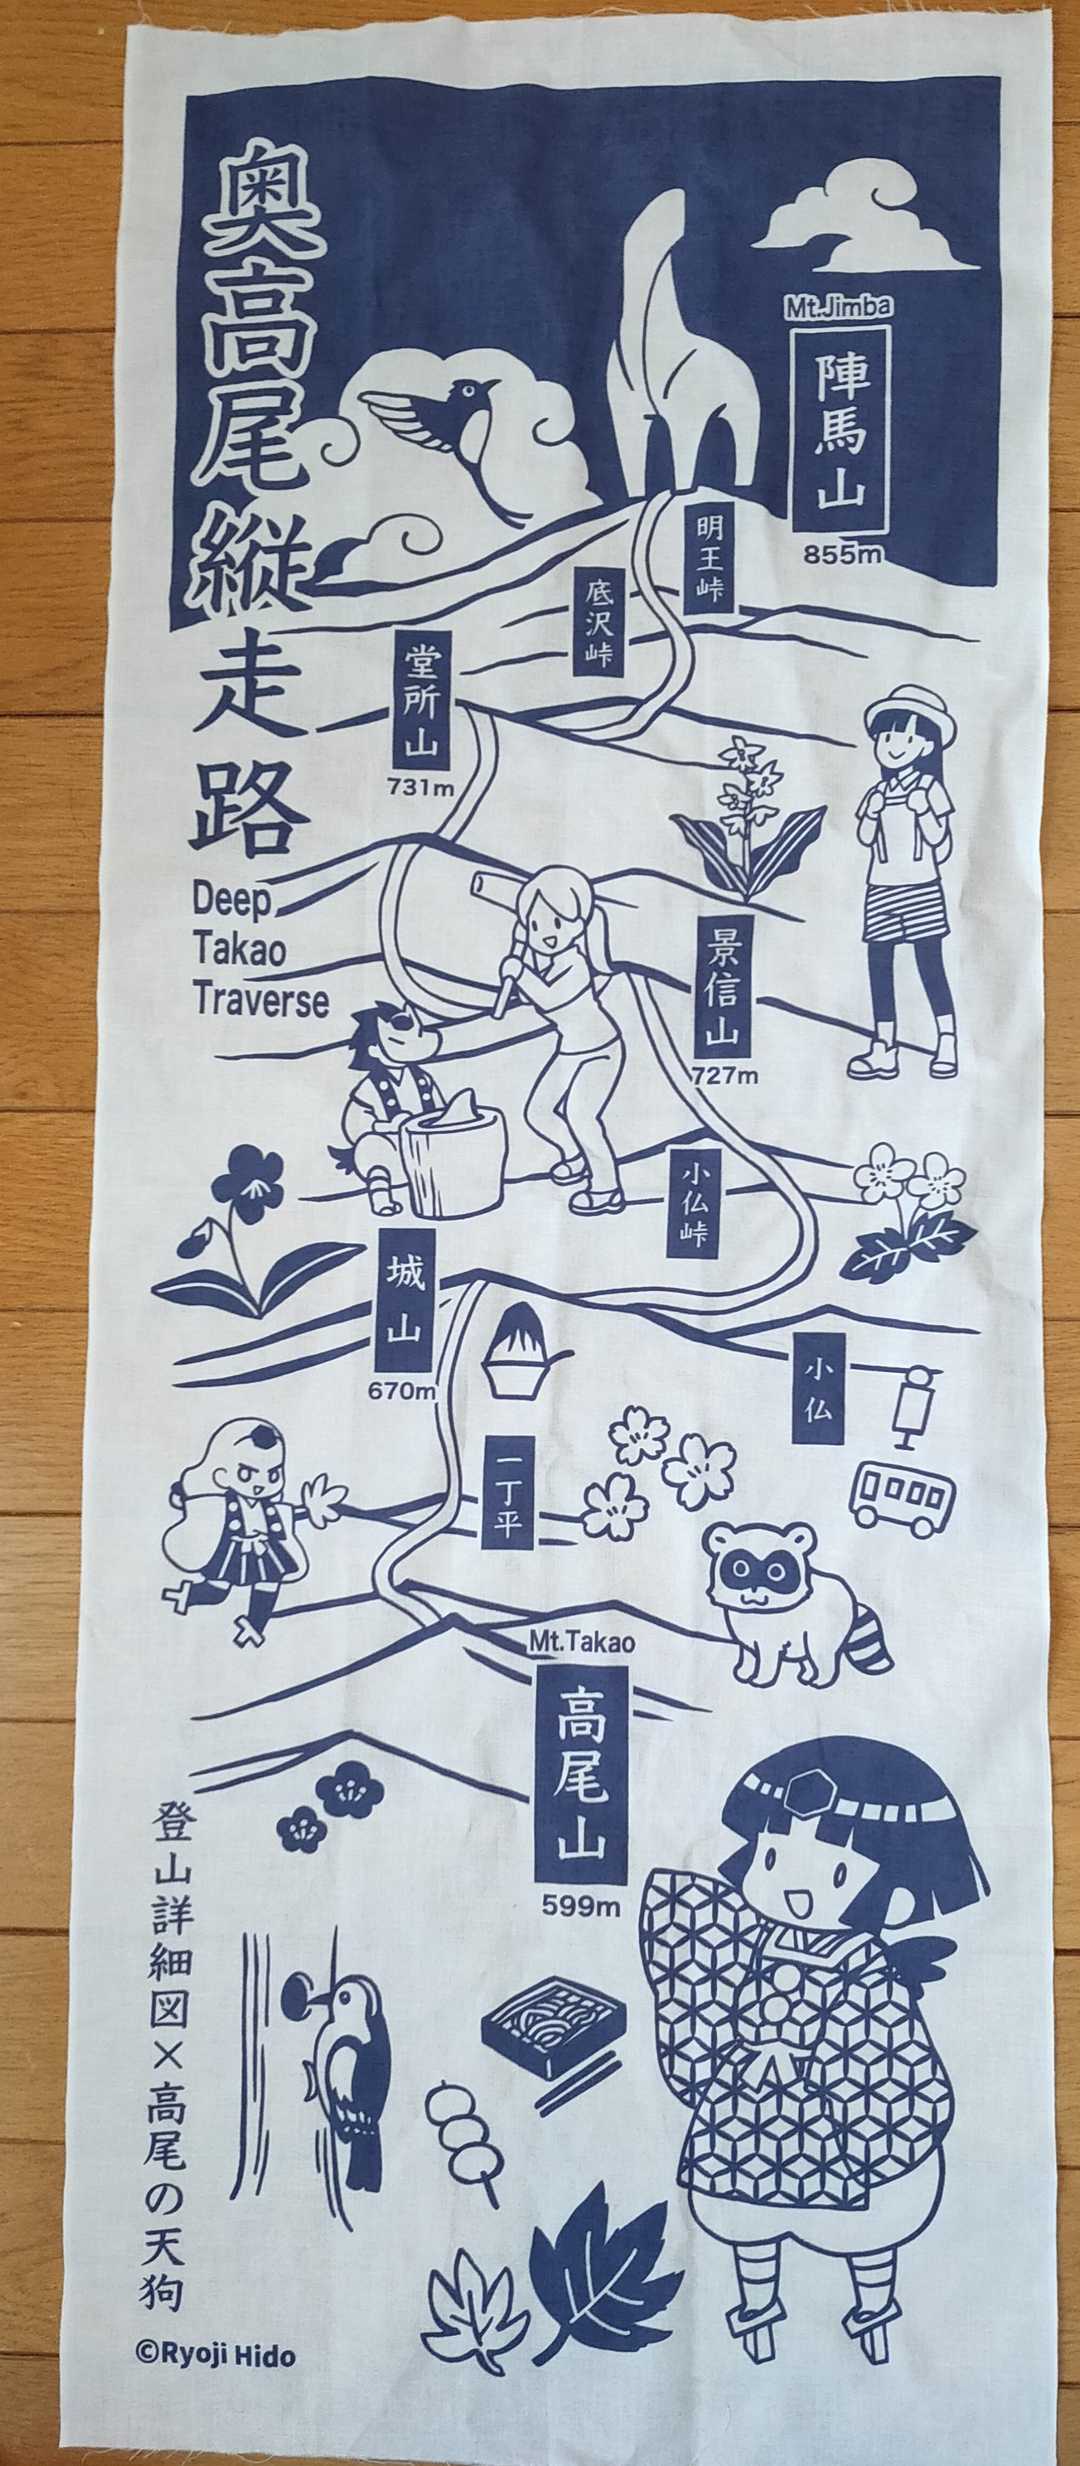 奥高尾縦走路
Deep
Takao
Traverse
Mt.Jimba
陣馬山
855m
明王峠
底沢峠
堂所山
731m
景信山
727m
小仏峠
城山
670m
小仏
一丁平
Mt.Takao
高尾山
599m
登山詳細図×高尾の天狗
©Ryoji Hido